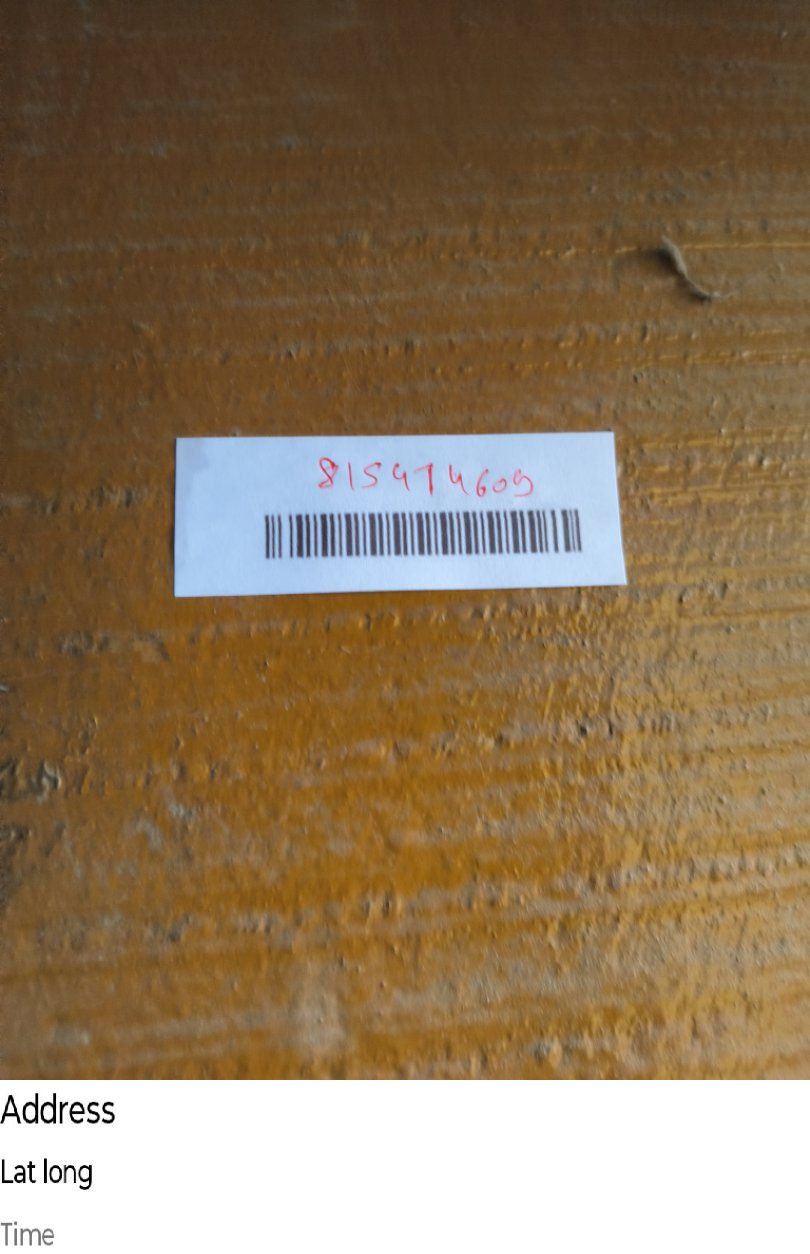 815474609
Address
Lat long
Time